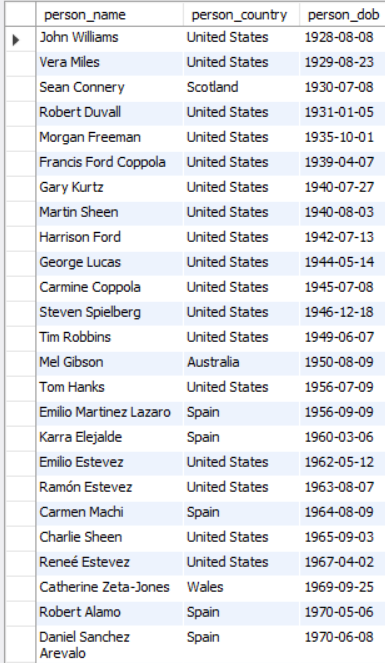 person_name person_country person_dob
John Williams United States 1928-08-08
Vera Miles United States 1929-08-23
Sean Connery Scotland 1930-07-08
Robert Duvall United States 1931-01-05
Morgan Freeman United States 1935-10-01
Francis Ford Coppola United States 1939-04-07
Gary Kurtz United States 1940-07-27
Martin Sheen United States 1940-08-03
Harrison Ford United States 1942-07-13
George Lucas United States 1944-05-14
Carmine Coppola United States 1945-07-08
Steven Spielberg United States 1946-12-18
Tim Robbins United States 1949-06-07
Mel Gibson Australia 1950-08-09
Tom Hanks United States 1956-07-09
Emilio Martinez Lazaro Spain 1956-09-09
Karra Elejalde Spain 1960-03-06
Emilio Estevez United States 1962-05-12
Ramón Estevez United States 1963-08-07
Carmen Machi Spain 1964-08-09
Charlie Sheen United States 1965-09-03
Reneé Estevez United States 1967-04-02
Catherine Zeta-Jones Wales 1969-09-25
Robert Alamo Spain 1970-05-06
Daniel Sanchez Spain 1970-06-08
Arevalo